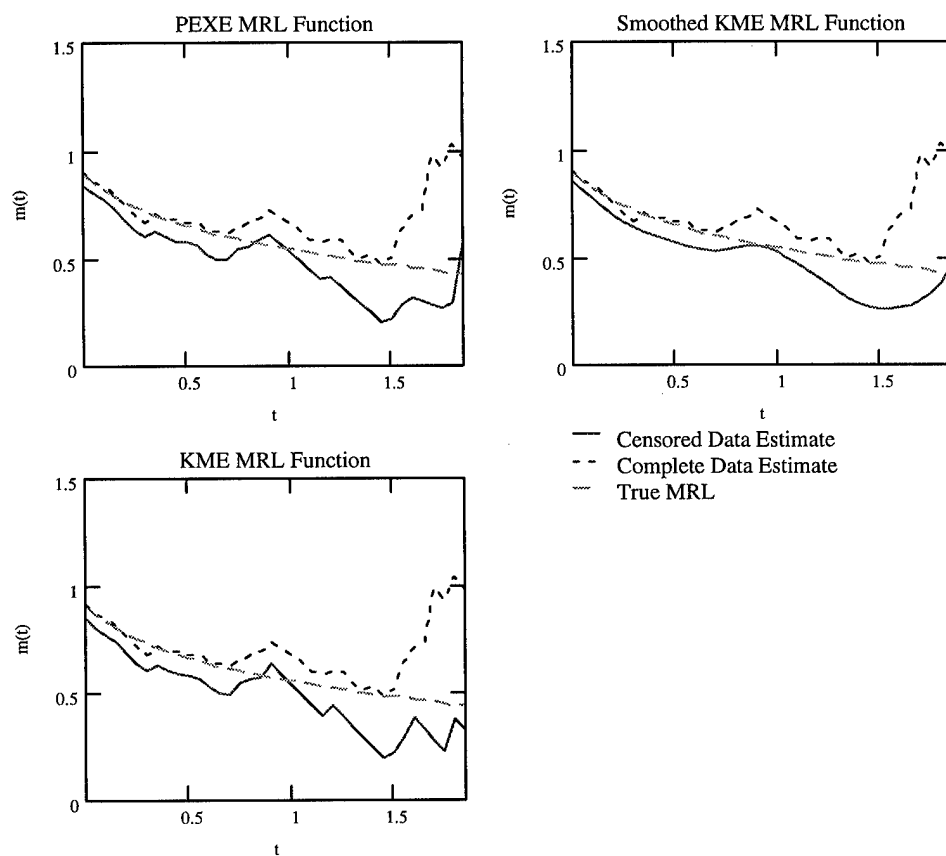 PEXE MRL Function
1.5
1
m(t)
0.5
0
0.5
1
1.5
t
Smoothed KME MRL Function
1.5
1
m(t)
0.5
0
0.5
1
1.5
t
Censored Data Estimate
Complete Data Estimate
True MRL
KME MRL Function
1.5
1
m(t)
0.5
0
0.5
1
1.5
t